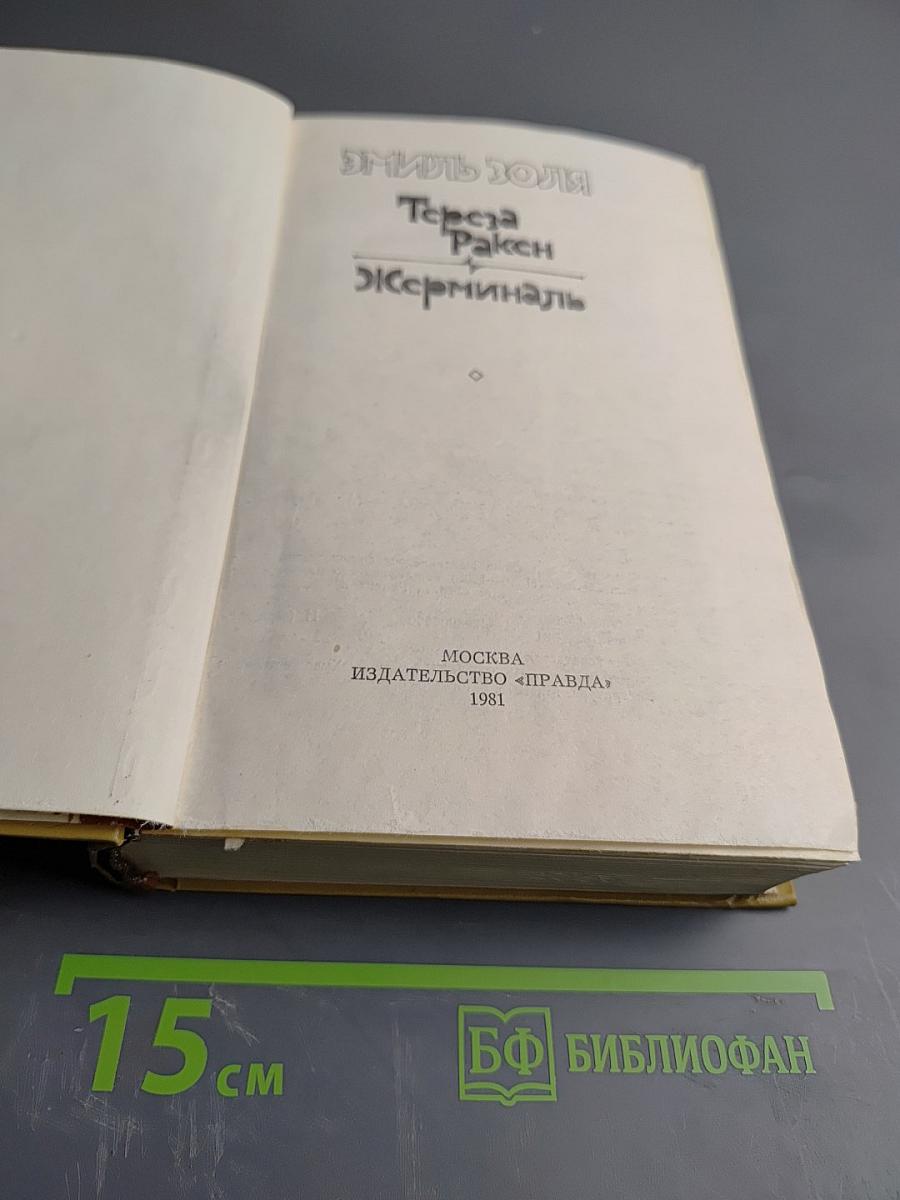 ЭМИЛЬ ЗОЛЯ
Тереза
Ракен
Жерминаль
МОСКВА
ИЗДАТЕЛЬСТВО «ПРАВДА»
1981
15 см
БФ БИБЛИОФАН